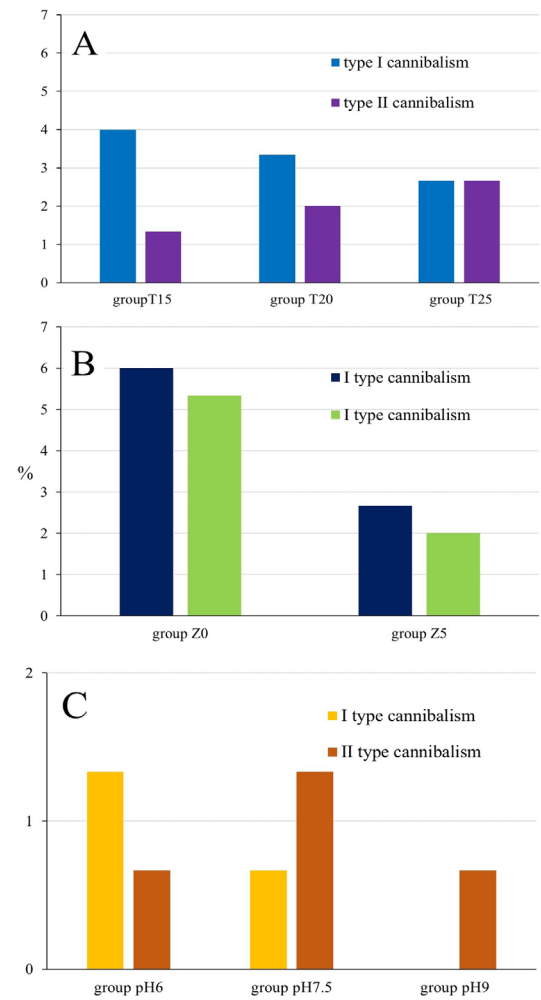 7
A
6
type I cannibalism
5
type II cannibalism
4
3
2
1
0
groupT15 group T20 group T25
7
B
6
I type cannibalism
5
I type cannibalism
4
%
3
2
1
0
group Z0 group Z5
2
C
I type cannibalism
II type cannibalism
1
0
group pH6 group pH7.5 group pH9